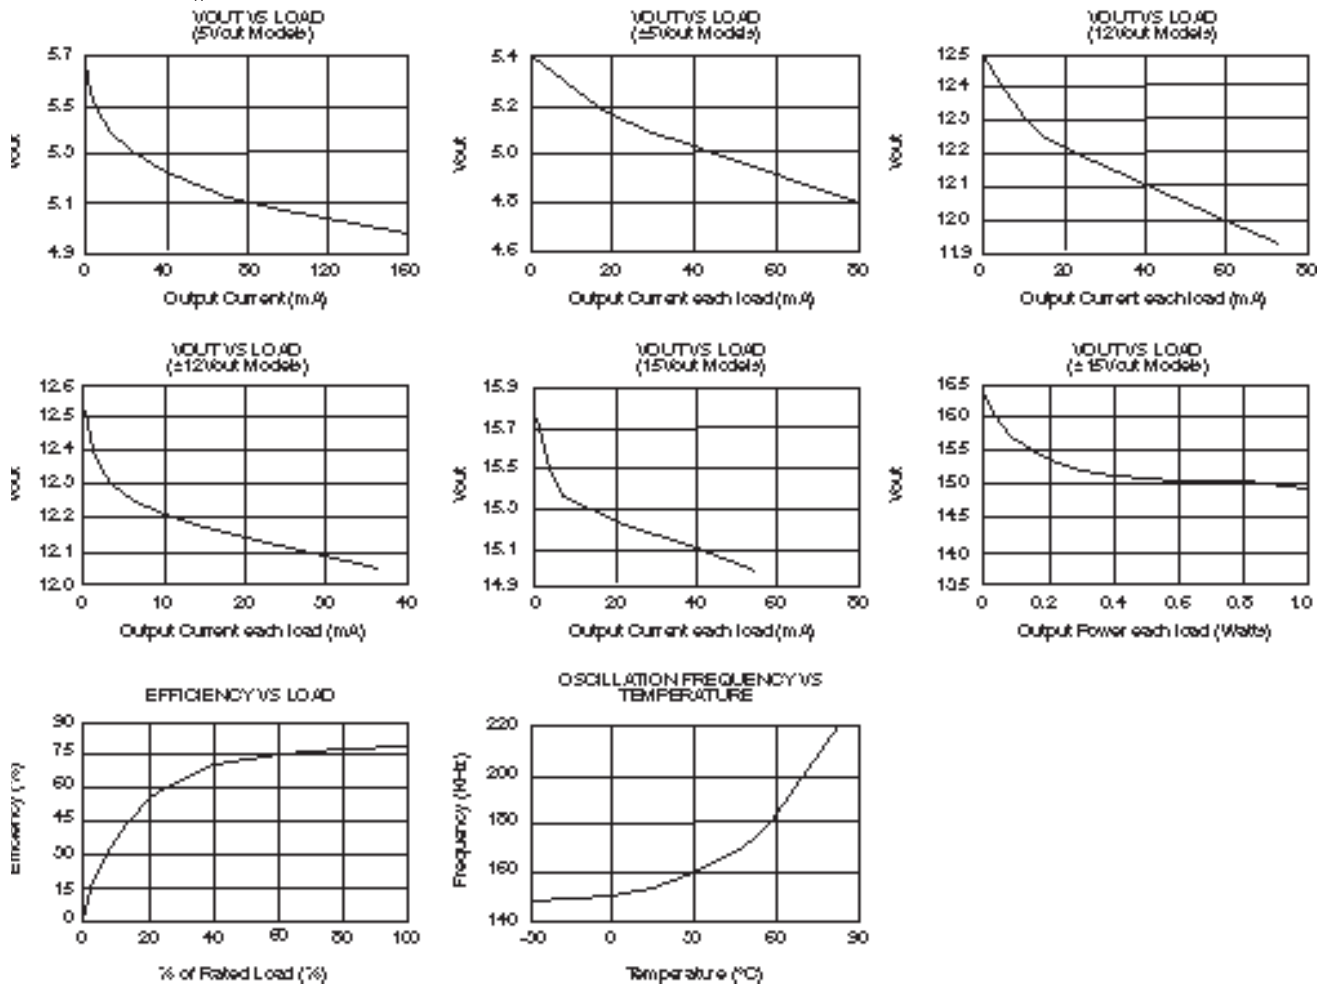 VOUT VS LOAD
(5Vout Models)
5.7
5.5
5.3
5.1
4.9
Vout
0 40 80 120 160
Output Current (mA)
VOUT VS LOAD
(±5Vout Models)
5.4
5.2
5.0
4.8
4.6
Vout
0 20 40 60 80
Output Current each load (mA)
VOUT VS LOAD
(12Vout Models)
12.5
12.4
12.3
12.2
12.1
12.0
11.9
Vout
0 20 40 60 80
Output Current each load (mA)
VOUT VS LOAD
(±12Vout Models)
12.6
12.5
12.4
12.3
12.2
12.1
12.0
Vout
0 10 20 30 40
Output Current each load (mA)
VOUT VS LOAD
(15Vout Models)
15.9
15.7
15.5
15.3
15.1
14.9
Vout
0 20 40 60 80
Output Current each load (mA)
VOUT VS LOAD
(±15Vout Models)
16.5
16.0
15.5
15.0
14.5
14.0
13.5
Vout
0 0.2 0.4 0.6 0.8 1.0
Output Power each load (Watts)
EFFICIENCY VS LOAD
90
75
60
45
30
15
0
Efficiency (%)
0 20 40 60 80 100
% of Rated Load (%)
OSCILLATION FREQUENCY VS
TEMPERATURE
220
200
180
160
140
Frequency (KHz)
-30 0 30 60 90
Temperature (°C)